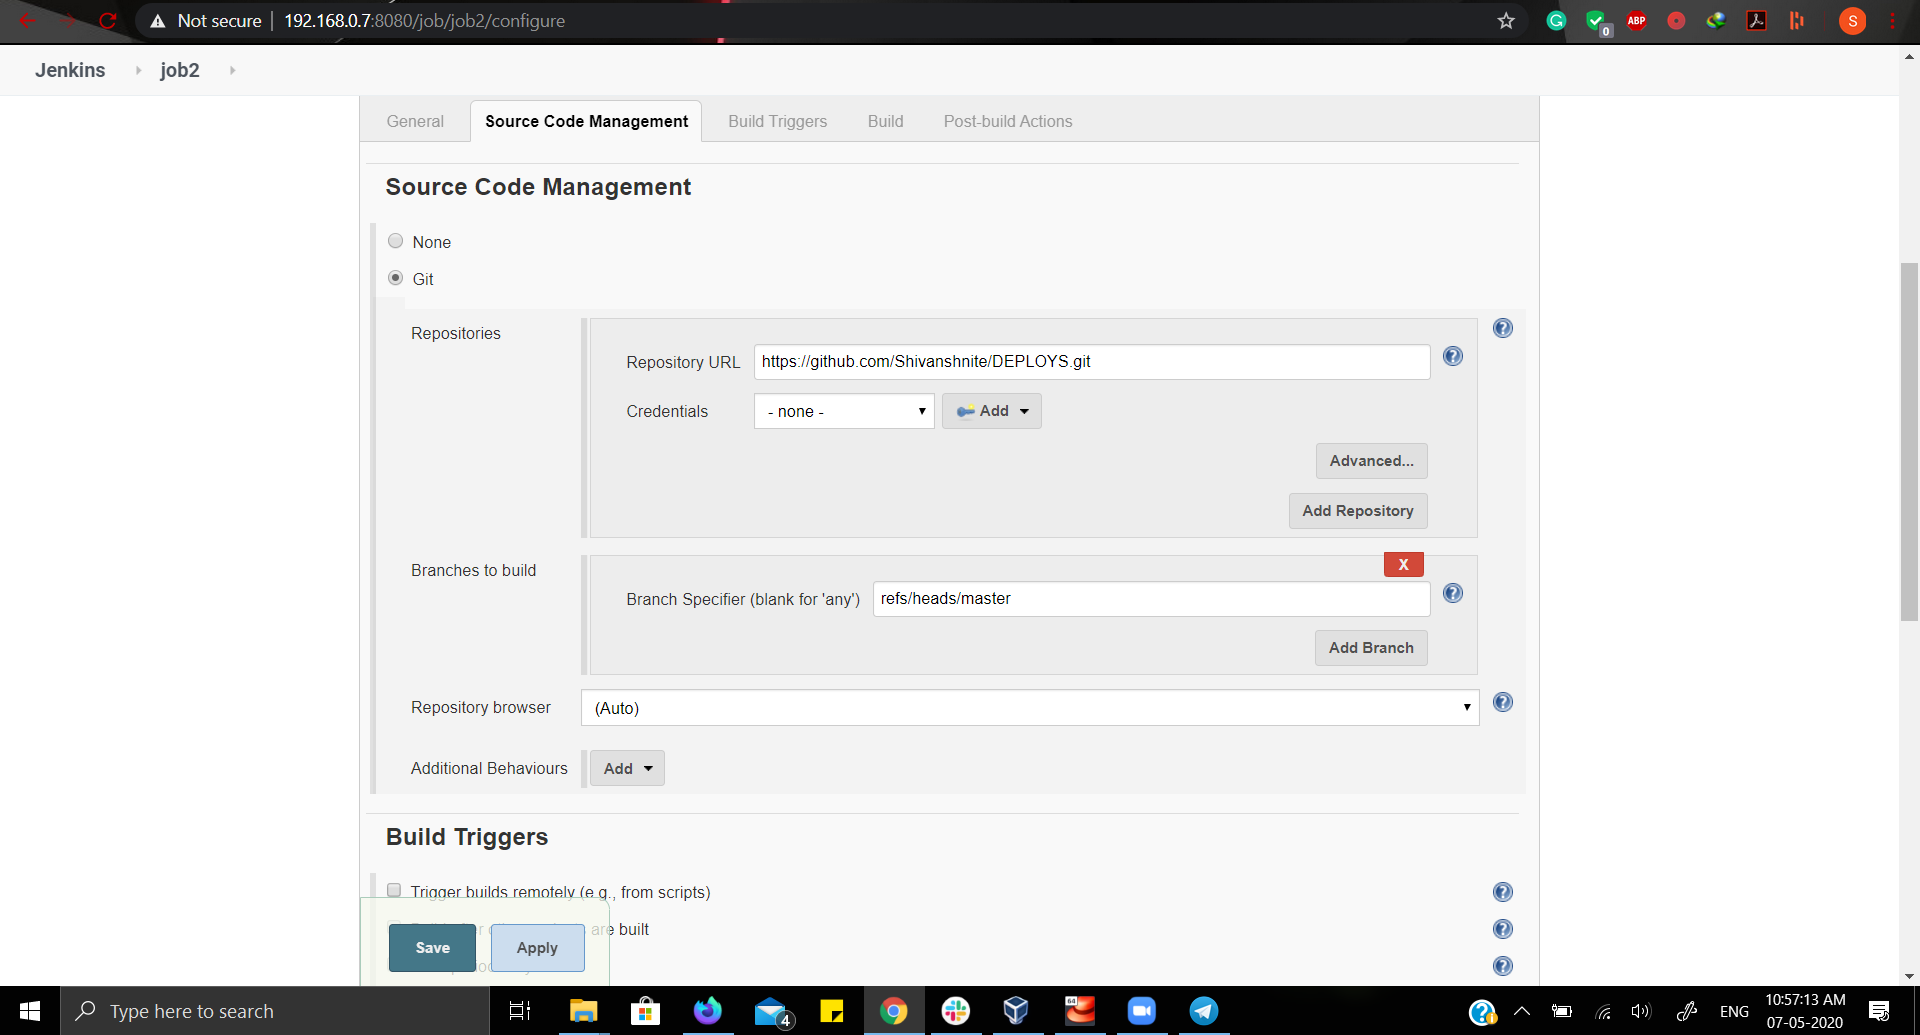 Not secure | 192.168.0.7:8080/job/job2/configure
0
ABP
S
Jenkins job2
General Source Code Management Build Triggers Build Post-build Actions
Source Code Management
None
Git
Repositories
Repository URL https://github.com/Shivanshnite/DEPLOYS.git
Credentials - none - Add
Advanced...
Add Repository
Branches to build
X
Branch Specifier (blank for 'any') refs/heads/master
Add Branch
Repository browser (Auto)
Additional Behaviours Add
Build Triggers
Trigger builds remotely (e.g., from scripts)
are built
Save Apply
Type here to search
4
64
ENG
10:57:13 AM
07-05-2020